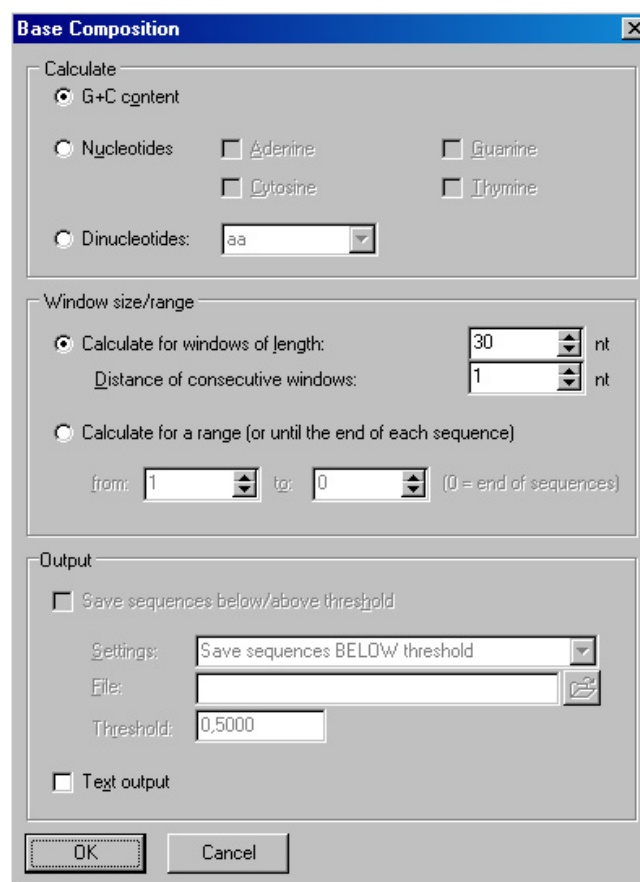 Base Composition
Calculate
G+C content
Nucleotides Adenine Guanine
Cytosine Thymine
Dinucleotides: aa
Window size/range
Calculate for windows of length: 30 nt
Distance of consecutive windows: 1 nt
Calculate for a range (or until the end of each sequence)
from: 1 to: 0 (0 = end of sequences)
Output
Save sequences below/above threshold
Settings: Save sequences BELOW threshold
File:
Threshold: 0,5000
Text output
OK Cancel